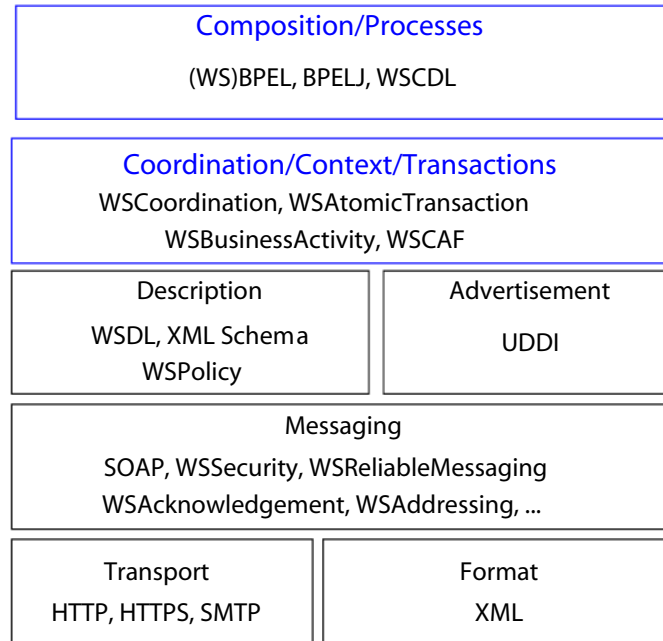 Composition/Processes
(WS)BPEL, BPELJ, WSCDL
Coordination/Context/Transactions
WSCoordination, WSAtomicTransaction
WSBusinessActivity, WSCAF
Description
WSDL, XML Schema
WSPolicy
Advertisement
UDDI
Messaging
SOAP, WSSecurity, WSReliableMessaging
WSAcknowledgement, WSAddressing, ...
Transport
HTTP, HTTPS, SMTP
Format
XML